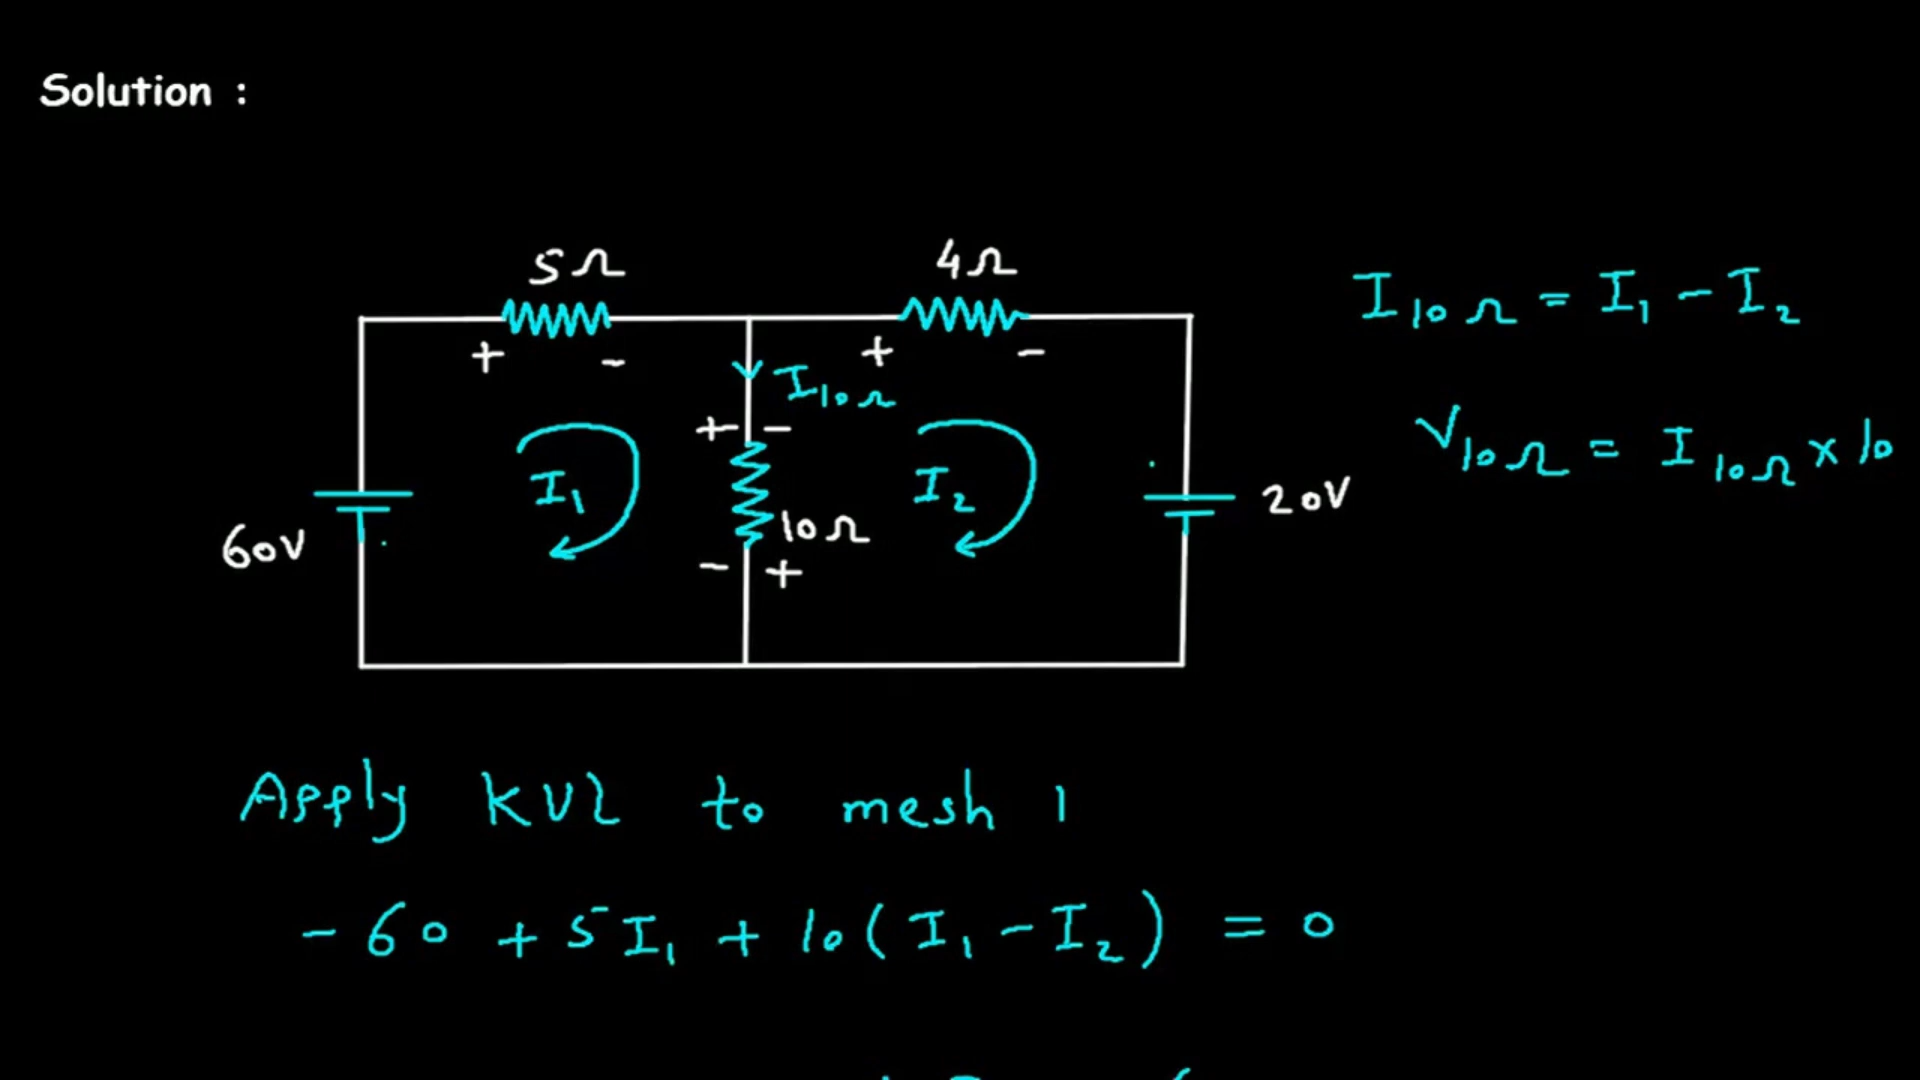 Solution :
5Ω
4Ω
I₁₀Ω = I₁ - I₂
+ -
+ -
I₁₀Ω
+ -
V₁₀Ω = I₁₀Ω × 10
I₁
I₂
60V
10Ω
20V
- +
Apply KVL to mesh 1
- 60 + 5I₁ + 10(I₁ - I₂) = 0